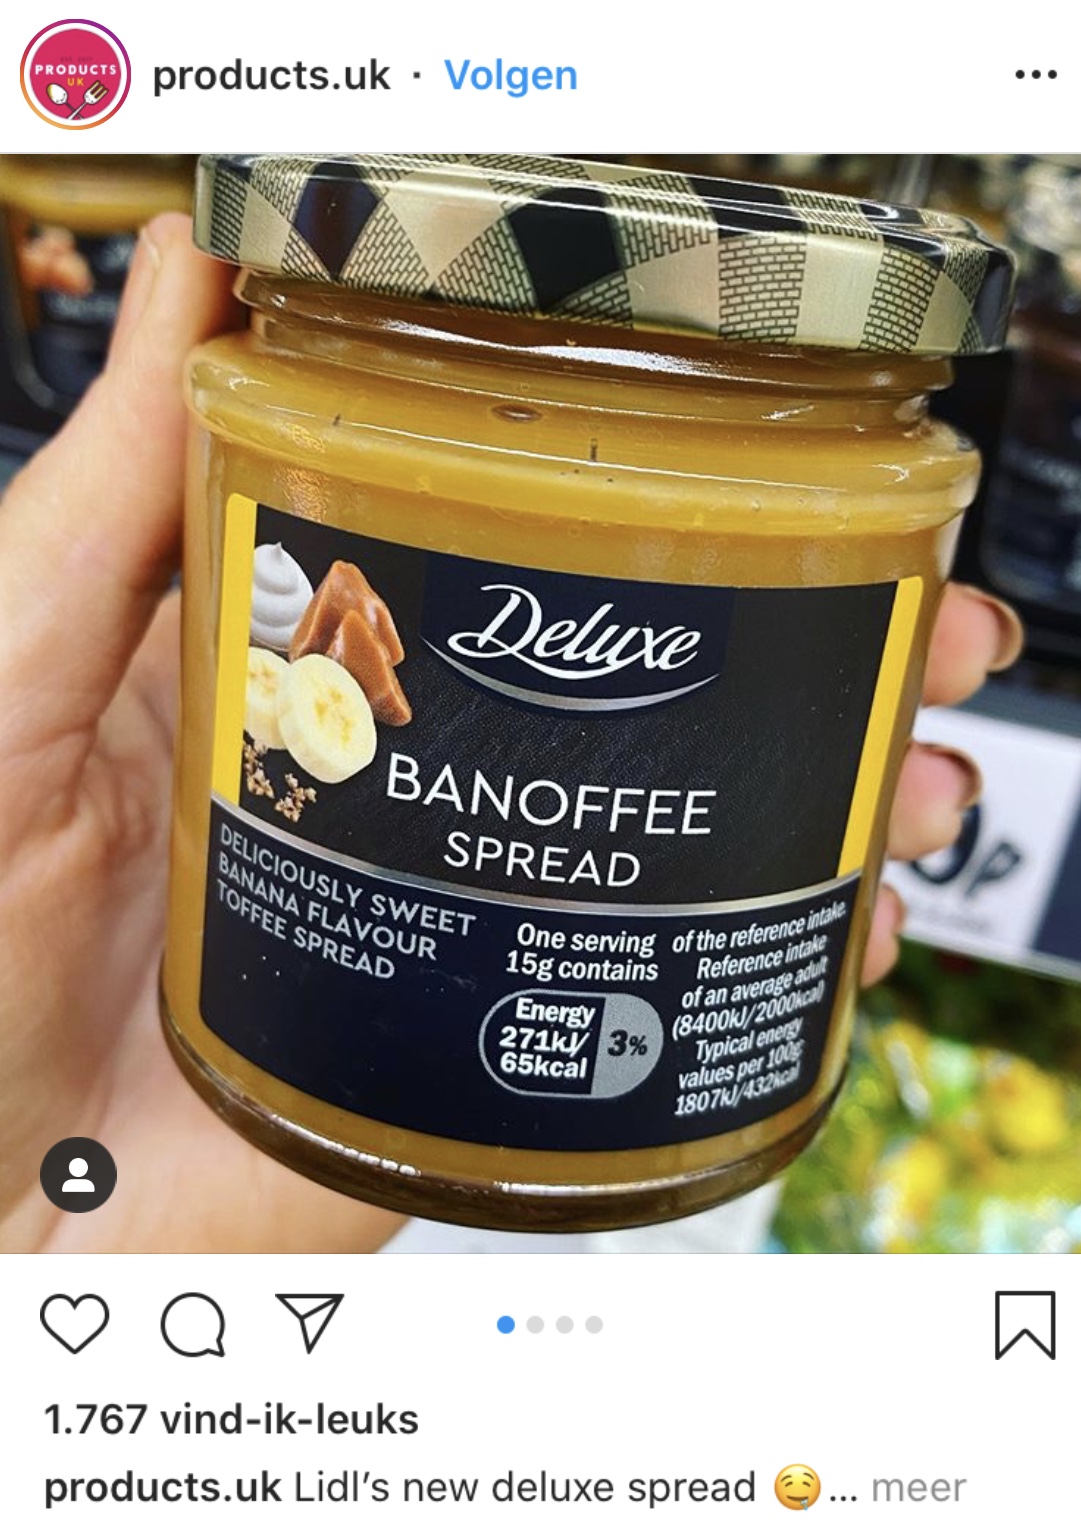 PRODUCTS
UK
products.uk · Volgen
Deluxe
BANOFFEE
SPREAD
DELICIOUSLY SWEET
BANANA FLAVOUR
TOFFEE SPREAD
One serving
15g contains
Energy
271kJ/
65kcal
3%
of the reference intake.
Reference intake
of an average adult
(8400kJ/2000kcal)
Typical energy
values per 100g:
1807kJ/432kcal
1.767 vind-ik-leuks
products.uk Lidl's new deluxe spread 🤤... meer